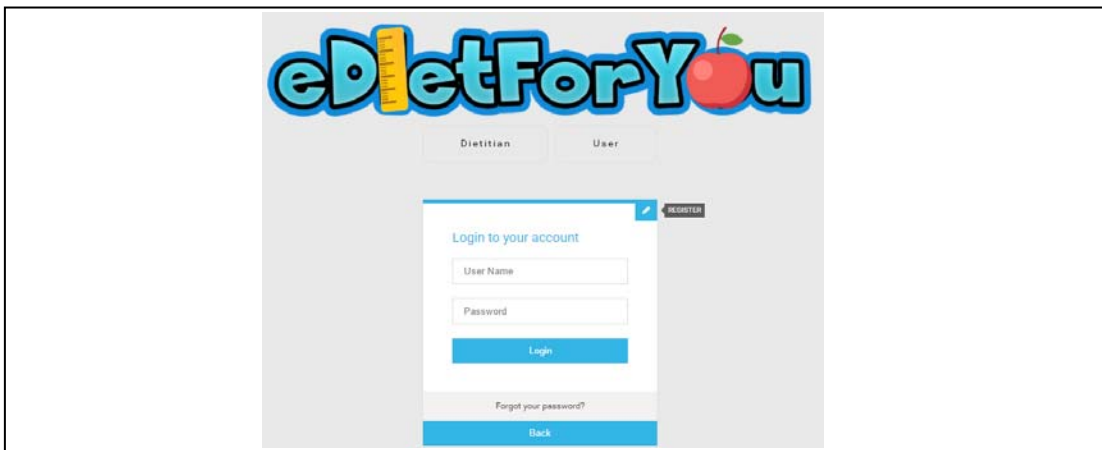 eDietForYou
Dietitian User
REGISTER
Login to your account
User Name
Password
Login
Forgot your password?
Back